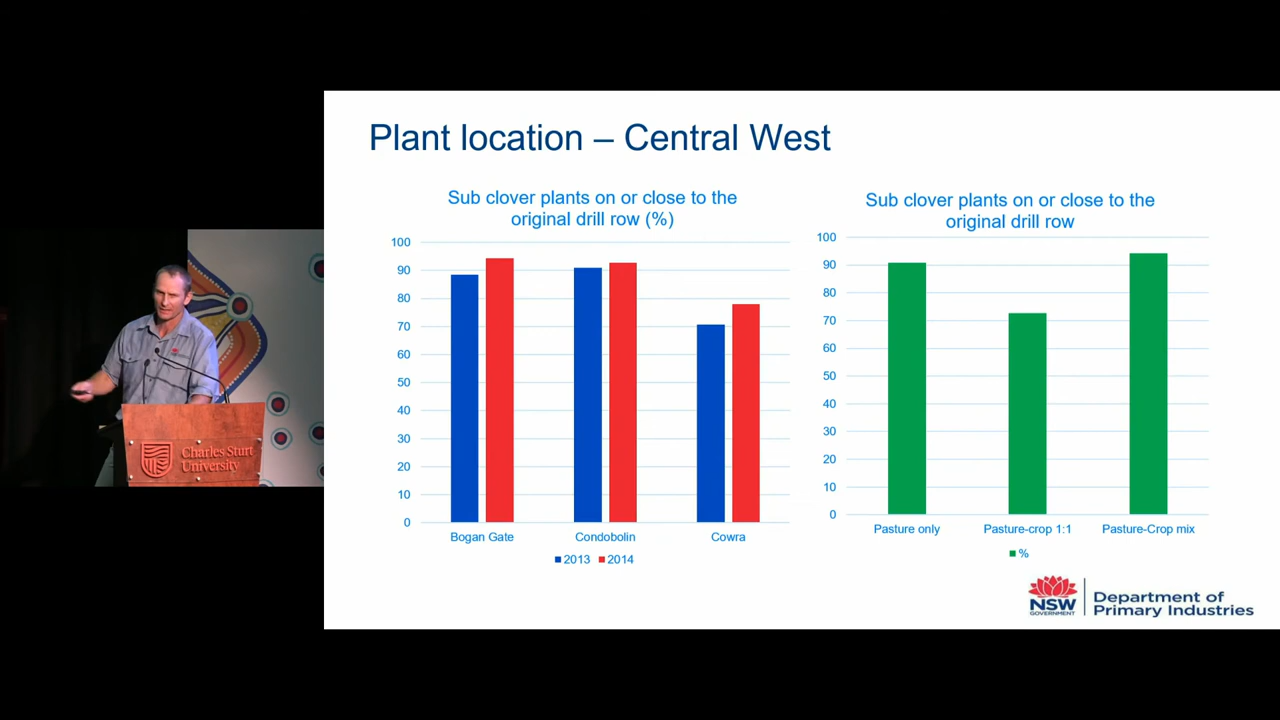 Plant location – Central West
Sub clover plants on or close to the
original drill row (%)
100
90
80
70
60
50
40
30
20
10
0
Bogan Gate
Condobolin
Cowra
2013
2014
Sub clover plants on or close to the
original drill row
100
90
80
70
60
50
40
30
20
10
0
Pasture only
Pasture-crop 1:1
Pasture-Crop mix
%
NSW
GOVERNMENT
Department of
Primary Industries
Charles Sturt
University